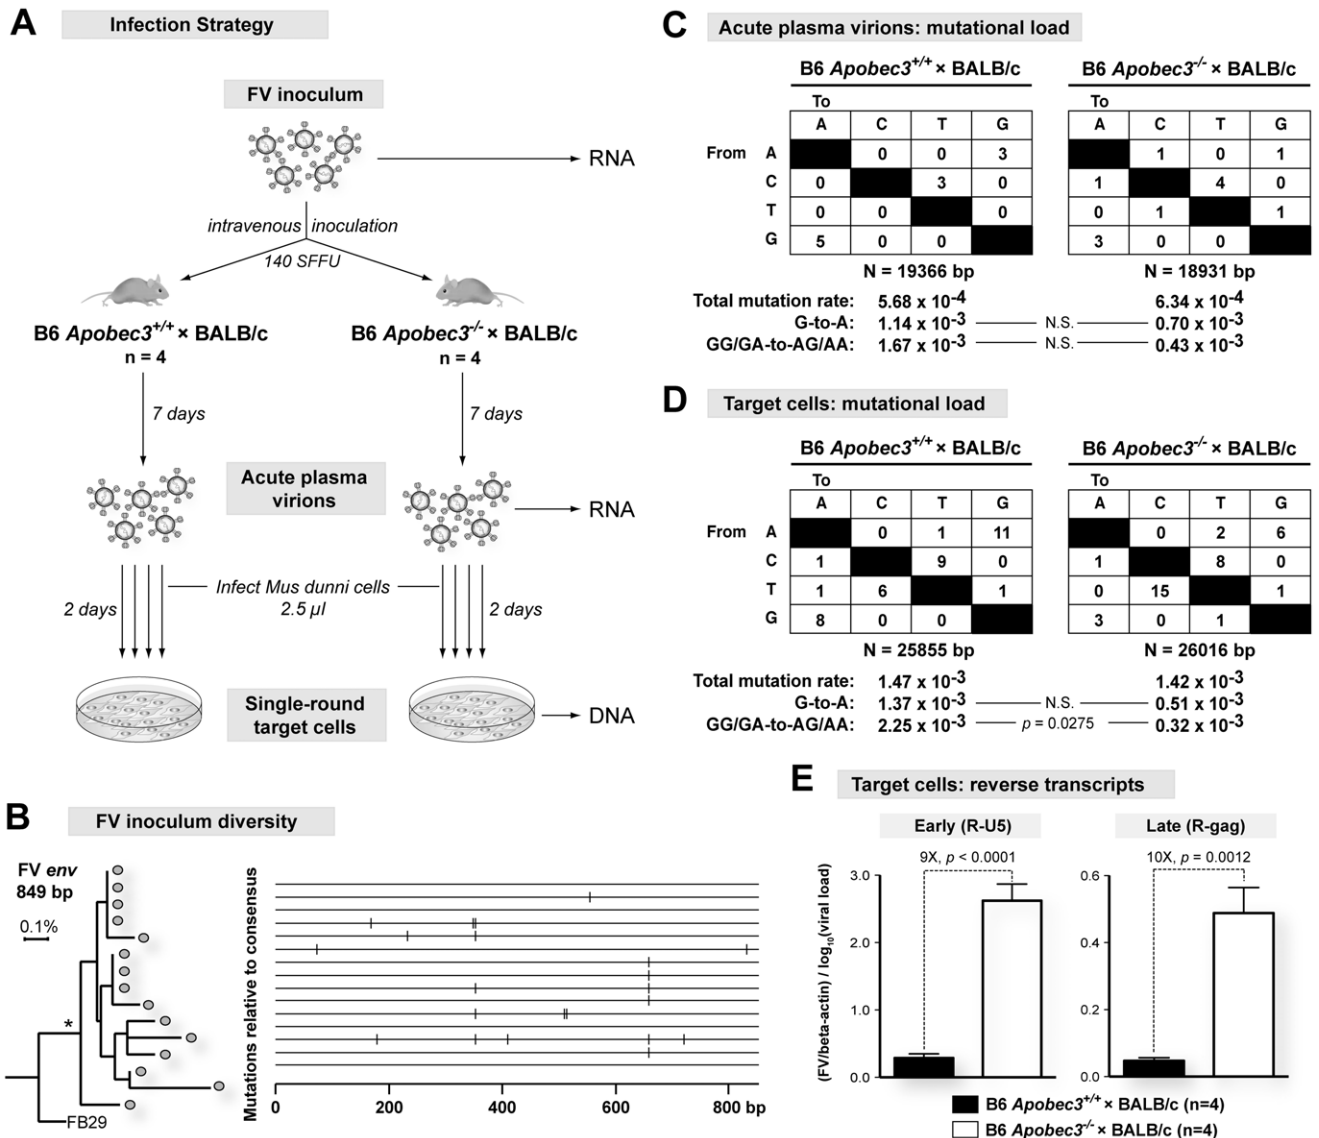 A
Infection Strategy
FV inoculum
RNA
intravenous inoculation
140 SFFU
B6 Apobec3+/+ × BALB/c
n = 4
B6 Apobec3-/- × BALB/c
n = 4
7 days
7 days
Acute plasma
virions
RNA
Infect Mus dunni cells
2.5 µl
2 days
2 days
Single-round
target cells
DNA
B
FV inoculum diversity
FV env
849 bp
0.1%
*
FB29
Mutations relative to consensus
0 200 400 600 800 bp
C
Acute plasma virions: mutational load
B6 Apobec3+/+ × BALB/c
B6 Apobec3-/- × BALB/c
To To
A C T G A C T G
From A 0 0 3 1 0 1
C 0 3 0 1 4 0
T 0 0 0 0 1 1
G 5 0 0 3 0 0
N = 19366 bp N = 18931 bp
Total mutation rate: 5.68 x 10-4 6.34 x 10-4
G-to-A: 1.14 x 10-3 N.S. 0.70 x 10-3
GG/GA-to-AG/AA: 1.67 x 10-3 N.S. 0.43 x 10-3
D
Target cells: mutational load
B6 Apobec3+/+ × BALB/c
B6 Apobec3-/- × BALB/c
To To
A C T G A C T G
From A 0 1 11 0 2 6
C 1 9 0 1 8 0
T 1 6 1 0 15 1
G 8 0 0 3 0 1
N = 25855 bp N = 26016 bp
Total mutation rate: 1.47 x 10-3 1.42 x 10-3
G-to-A: 1.37 x 10-3 N.S. 0.51 x 10-3
GG/GA-to-AG/AA: 2.25 x 10-3 p = 0.0275 0.32 x 10-3
E
Target cells: reverse transcripts
Early (R-U5)
Late (R-gag)
9X, p < 0.0001
10X, p = 0.0012
(FV/beta-actin) / log10(viral load)
3.0
2.0
1.0
0.0
0.6
0.4
0.2
0.0
B6 Apobec3+/+ × BALB/c (n=4)
B6 Apobec3-/- × BALB/c (n=4)